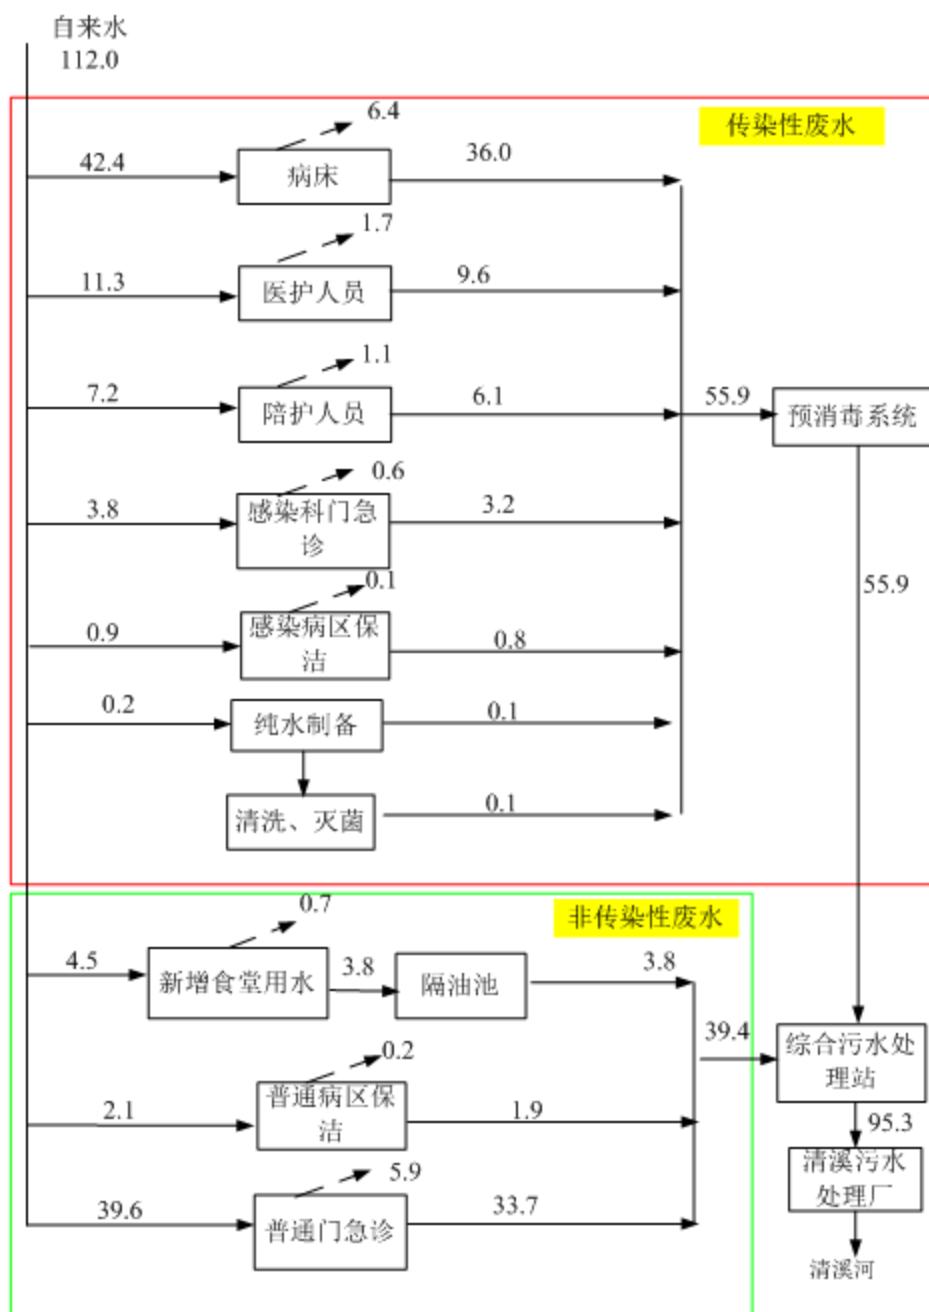 自来水
112.0
传染性废水
6.4
42.4
病床
36.0
1.7
11.3
医护人员
9.6
1.1
7.2
陪护人员
6.1
55.9
预消毒系统
0.6
3.8
感染科门急
诊
3.2
0.1
0.9
感染病区保
洁
0.8
55.9
0.2
纯水制备
0.1
清洗、灭菌
0.1
非传染性废水
0.7
4.5
新增食堂用水
3.8
隔油池
3.8
39.4
综合污水处
理站
0.2
2.1
普通病区保
洁
1.9
95.3
清溪污水
处理厂
5.9
39.6
普通门急诊
33.7
清溪河